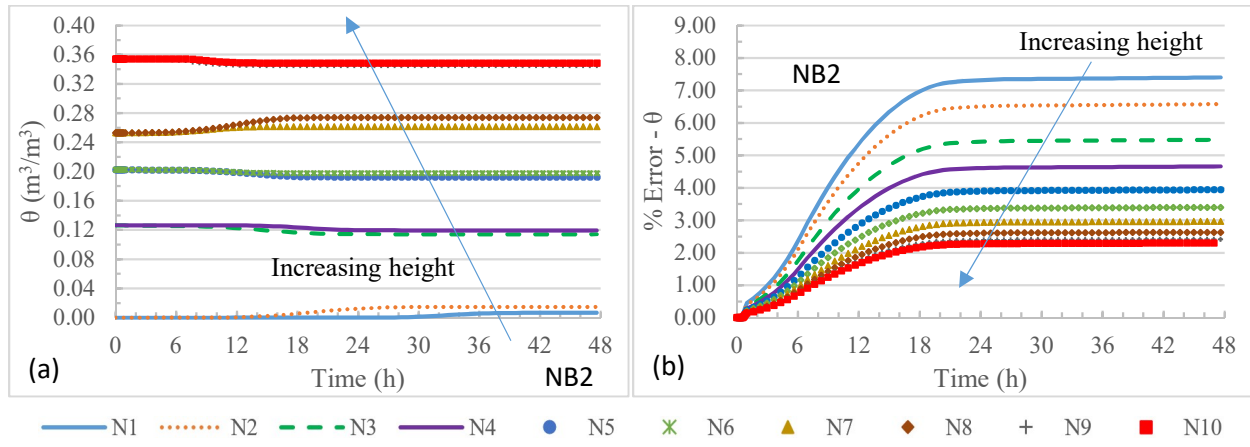 0.40
0.36
0.32
0.28
0.24
0.20
0.16
0.12
0.08
0.04
0.00
θ (m³/m³)
Increasing height
0 6 12 18 24 30 36 42 48
(a)
Time (h)
NB2
9.00
8.00
7.00
6.00
5.00
4.00
3.00
2.00
1.00
0.00
% Error - θ
Increasing height
NB2
0 6 12 18 24 30 36 42 48
(b)
Time (h)
N1 N2 N3 N4 N5 N6 N7 N8 N9 N10